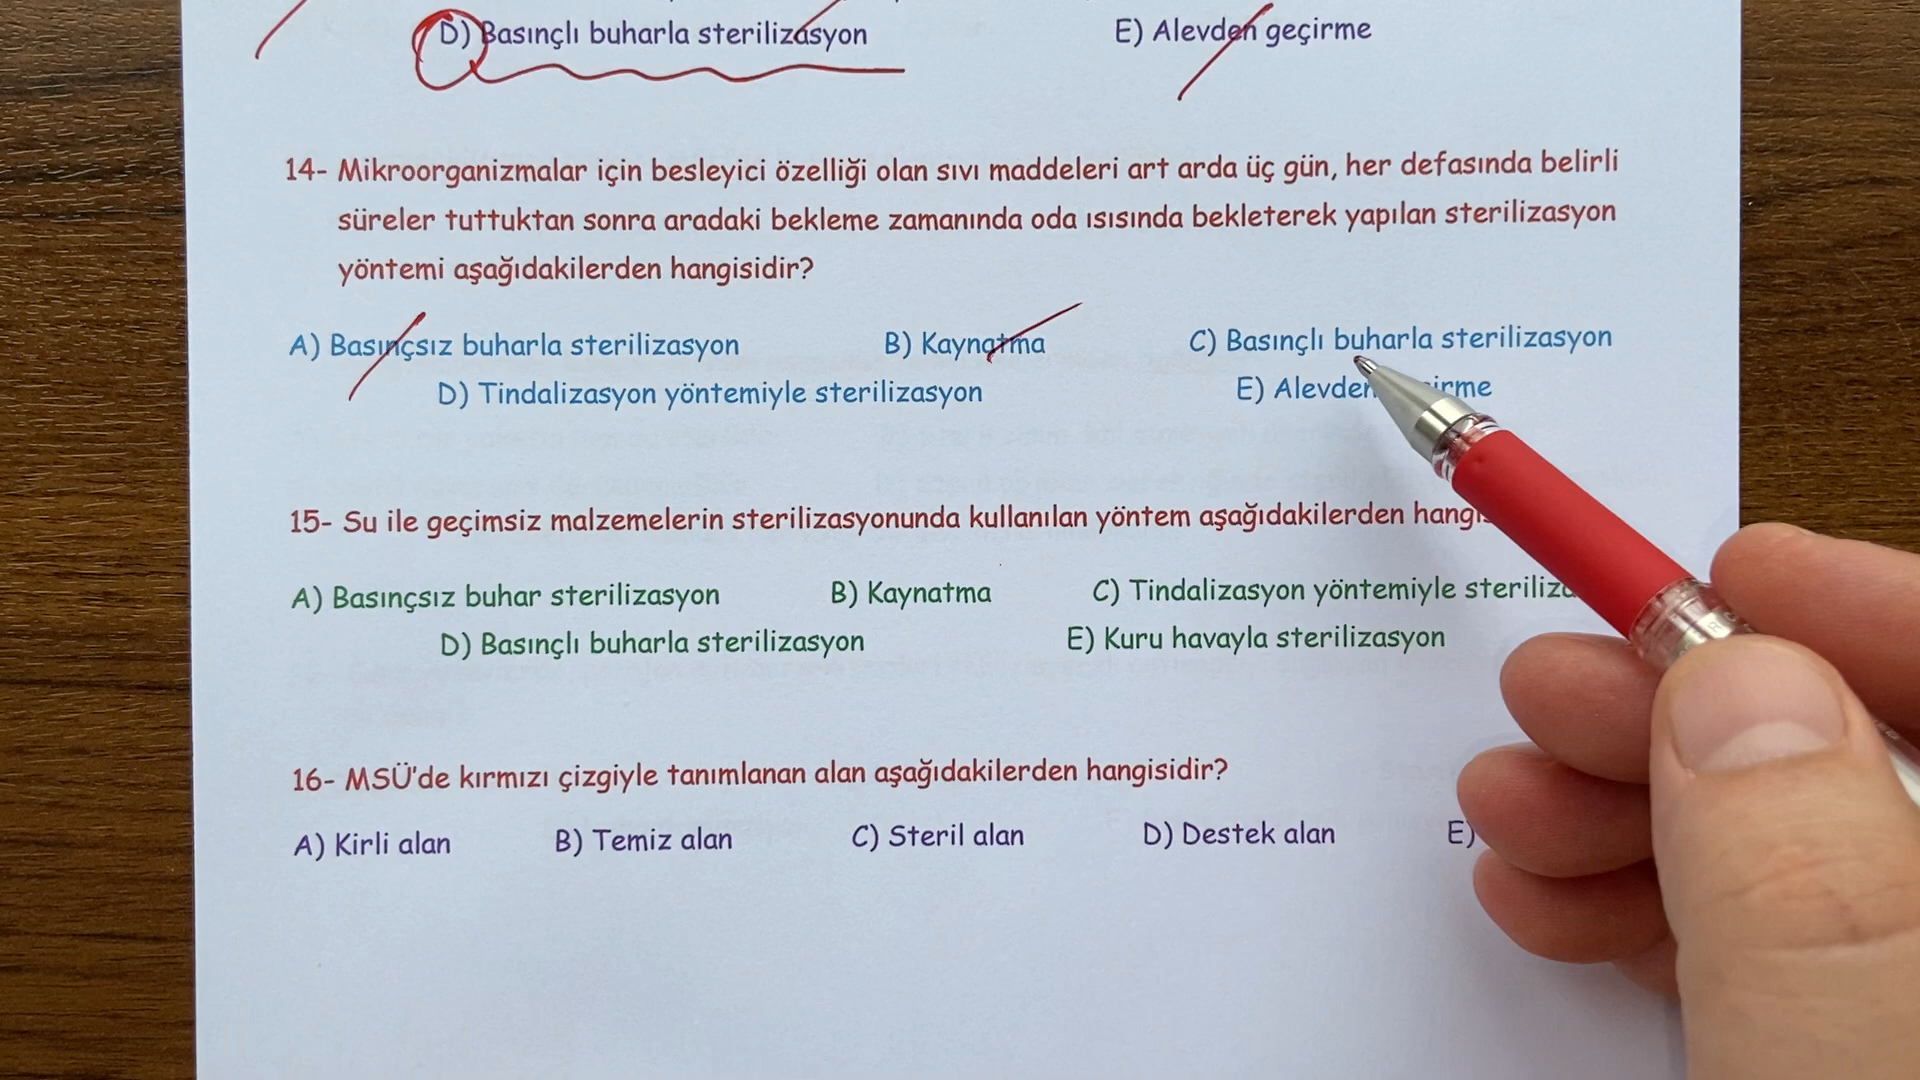 D) Basınçlı buharla sterilizasyon E) Alevden geçirme
14- Mikroorganizmalar için besleyici özelliği olan sıvı maddeleri art arda üç gün, her defasında belirli
süreler tuttuktan sonra aradaki bekleme zamanında oda ısısında bekleterek yapılan sterilizasyon
yöntemi aşağıdakilerden hangisidir?
A) Basınçsız buharla sterilizasyon B) Kaynatma C) Basınçlı buharla sterilizasyon
D) Tindalizasyon yöntemiyle sterilizasyon E) Alevden
15- Su ile geçimsiz malzemelerin sterilizasyonunda kullanılan yöntem aşağıdakilerden
A) Basınçsız buhar sterilizasyon B) Kaynatma C) Tindalizasyon yöntemiyle
D) Basınçlı buharla sterilizasyon E) Kuru havayla sterilizasyon
16- MSÜ'de kırmızı çizgiyle tanımlanan alan aşağıdakilerden hangisidir?
A) Kirli alan B) Temiz alan C) Steril alan D) Destek alan E)